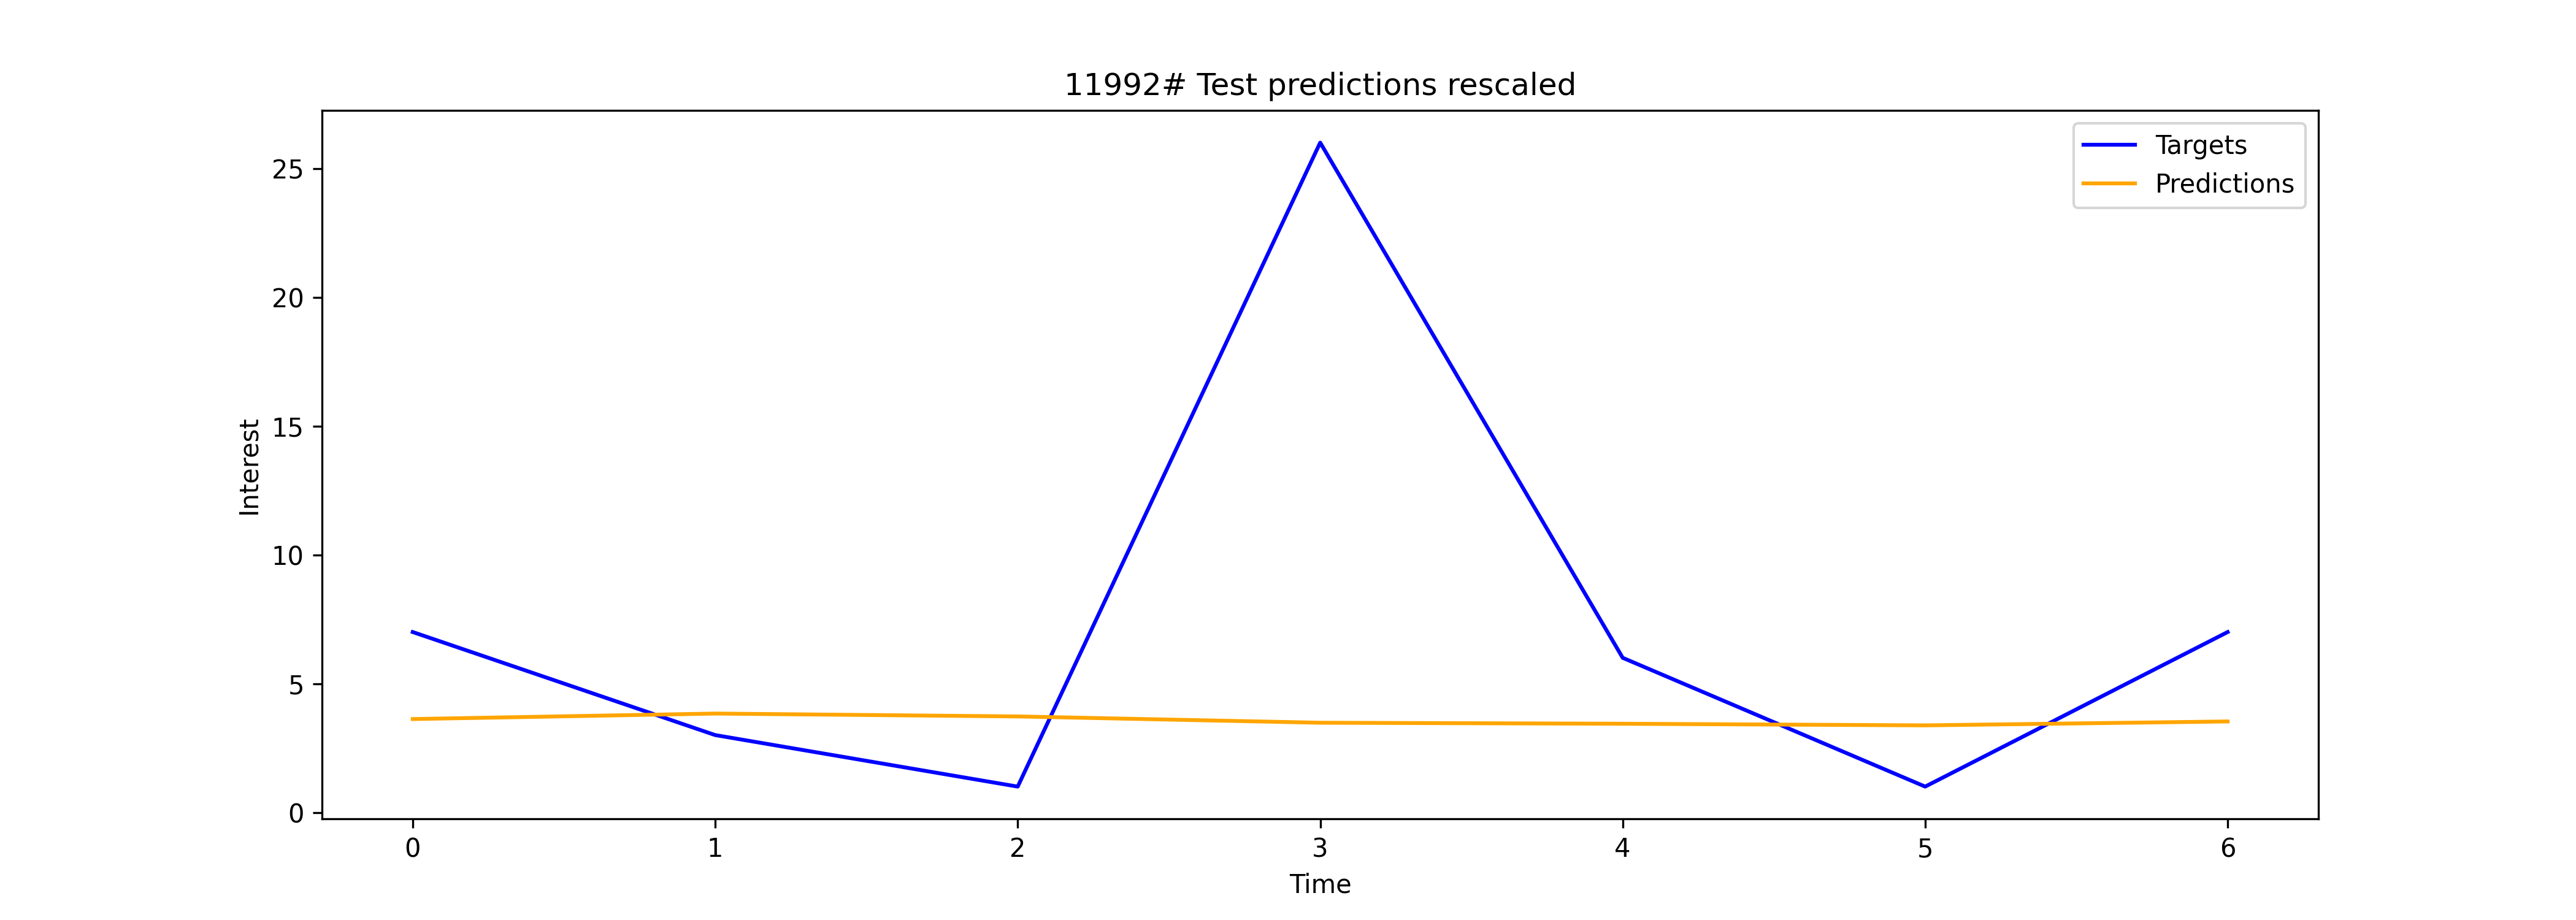 11992# Test predictions rescaled
Targets
Predictions
Interest
25
20
15
10
5
0
0 1 2 3 4 5 6
Time